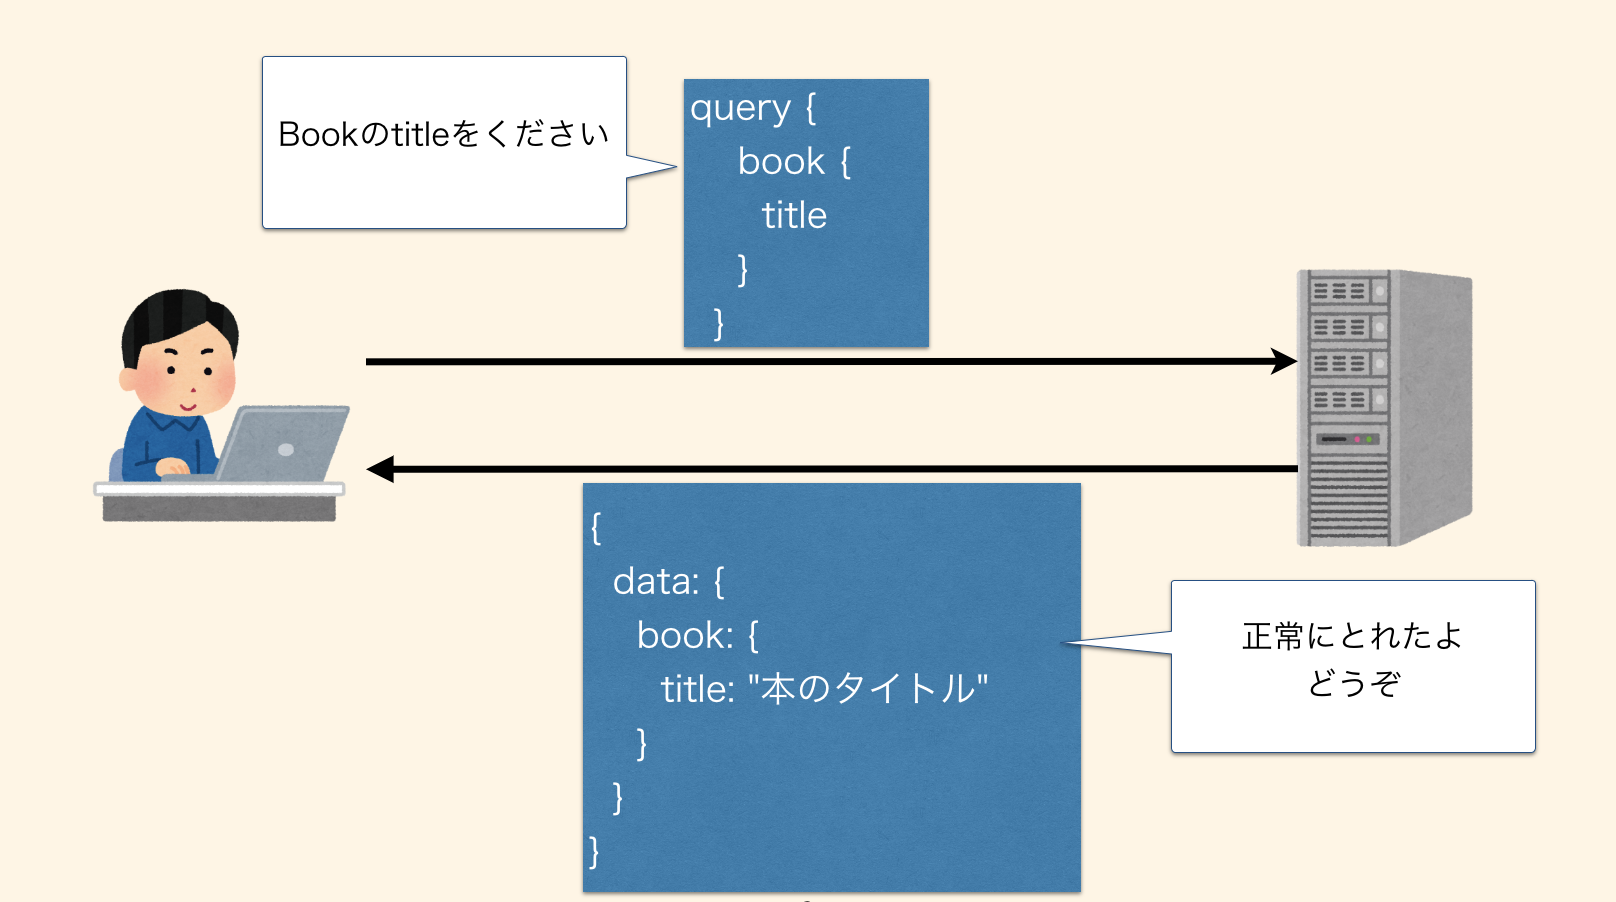 Bookのtitleをください
query {
book {
title
}
}
{
data: {
book: {
title: "本のタイトル"
}
}
}
正常にとれたよ
どうぞ